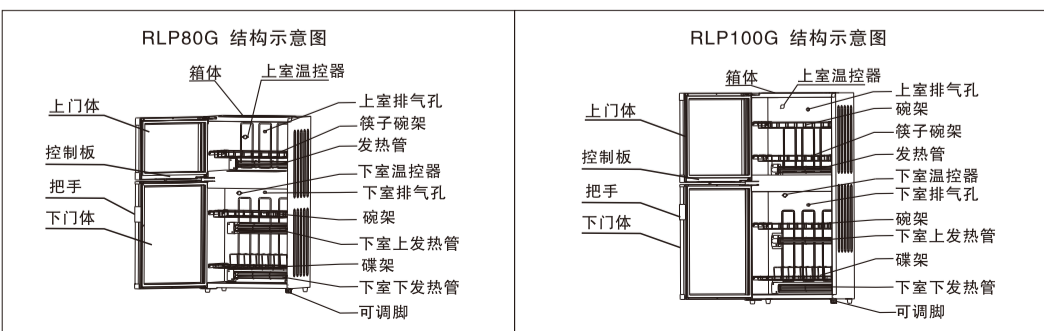 RLP80G 结构示意图
箱体
上室温控器
上门体
控制板
把手
下门体
上室排气孔
筷子碗架
发热管
下室温控器
下室排气孔
碗架
下室上发热管
碟架
下室下发热管
可调脚
RLP100G 结构示意图
箱体
上室温控器
上门体
控制板
把手
下门体
上室排气孔
碗架
筷子碗架
发热管
下室温控器
下室排气孔
碗架
下室上发热管
碟架
下室下发热管
可调脚